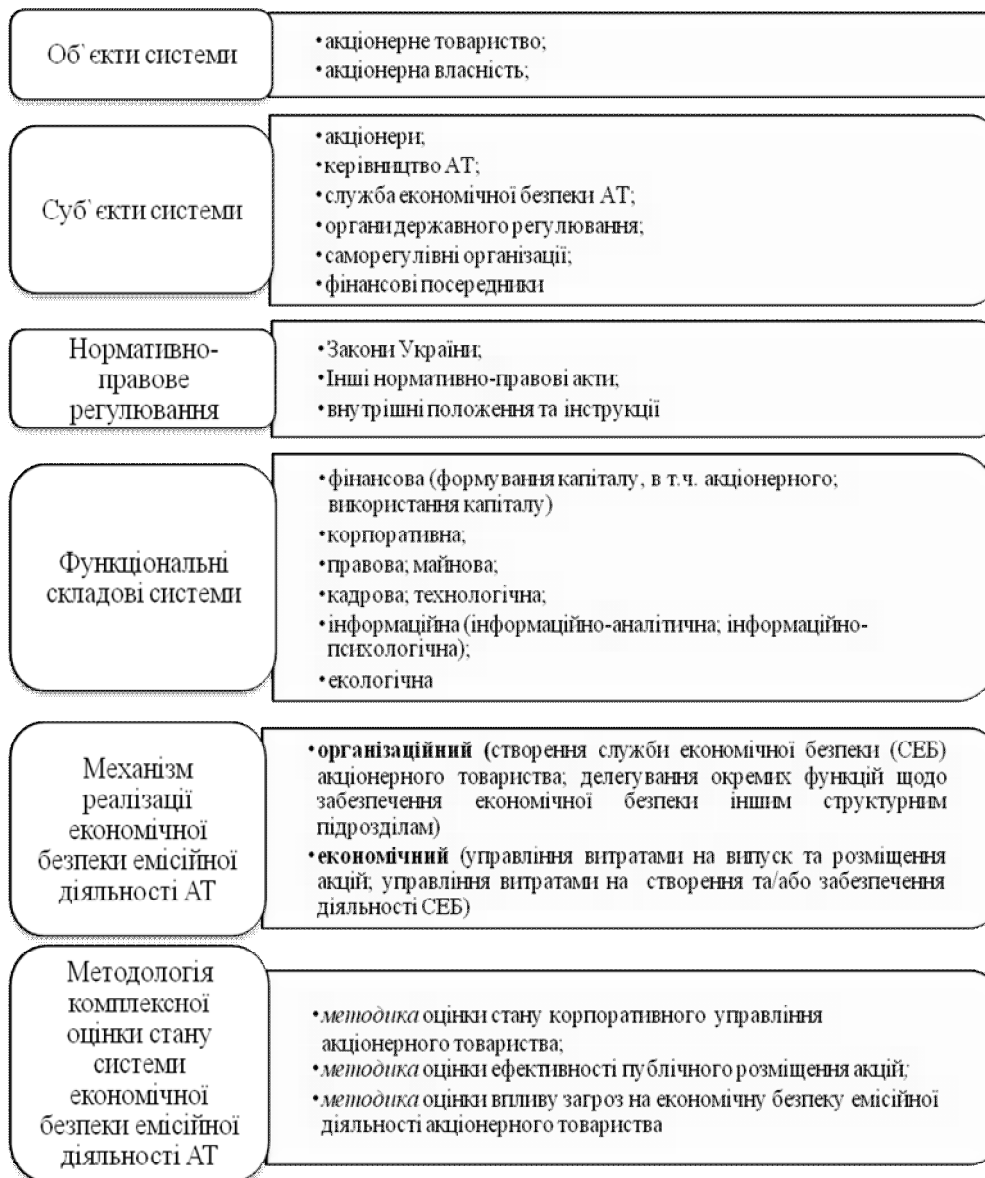 Об`єкти системи
•акціонерне товариство;
•акціонерна власність;
Суб`єкти системи
•акціонери;
•керівництво АТ;
•служба економічної безпеки АТ;
•органи державного регулювання;
•саморегулівні організації;
•фінансові посередники
Нормативно-
правове
регулювання
•Закони України;
•Інші нормативно-правові акти;
•внутрішні положення та інструкції
Функціональні
складові системи
•фінансова (формування капіталу, в т.ч. акціонерного;
використання капіталу)
•корпоративна;
•правова; майнова;
•кадрова; технологічна;
•інформаційна (інформаційно-аналітична; інформаційно-
психологічна);
•екологічна
Механізм
реалізації
економічної
безпеки емісійної
діяльності АТ
•організаційний (створення служби економічної безпеки (СЕБ)
акціонерного товариства; делегування окремих функцій щодо
забезпечення економічної безпеки іншим структурним
підрозділам)
•економічний (управління витратами на випуск та розміщення
акцій; управління витратами на створення та/або забезпечення
діяльності СЕБ)
Методологія
комплексної
оцінки стану
системи
економічної
безпеки емісійної
діяльності АТ
•методика оцінки стану корпоративного управління
акціонерного товариства;
•методика оцінки ефективності публічного розміщення акцій;
•методика оцінки впливу загроз на економічну безпеку емісійної
діяльності акціонерного товариства